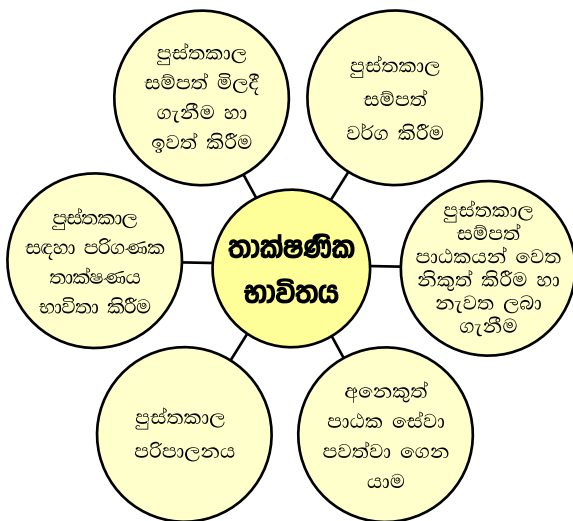 පුස්තකාල
සම්පත් මිලදී
ගැනීම හා
ඉවත් කිරීම
පුස්තකාල
සම්පත්
වර්ග කිරීම
පුස්තකාල
සඳහා පරිගණක
තාක්ෂණය
භාවිතා කිරීම
තාක්ෂණික
භාවිතය
පුස්තකාල
සම්පත්
පාඨකයන් වෙත
නිකුත් කිරීම හා
නැවත ලබා
ගැනීම
පුස්තකාල
පරිපාලනය
අනෙකුත්
පාඨක සේවා
පවත්වා ගෙන
යාම